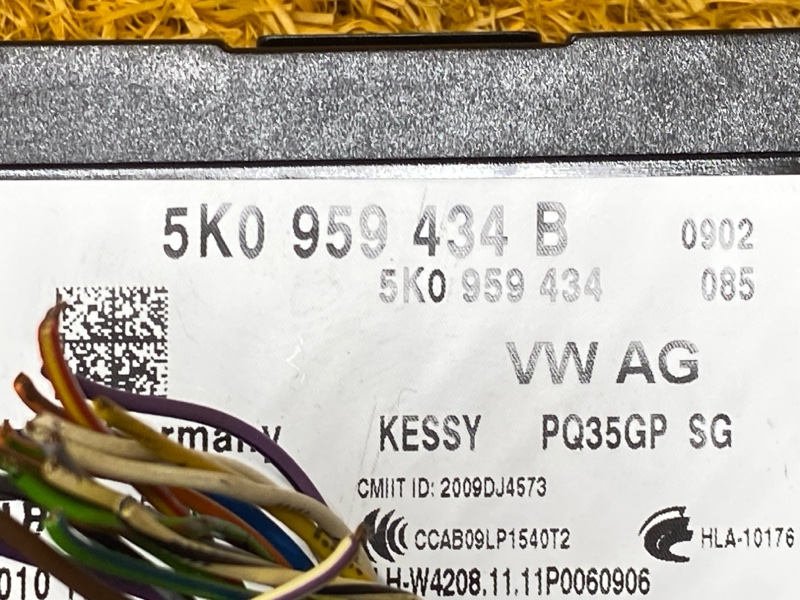 5K0 959 434 B 0902
5K0 959 434 085
VW AG
KESSY PQ35GP SG
CMIIT ID: 2009DJ4573
CCAB09LP1540T2 HLA-10176
010 H-W4208.11.11P0060906